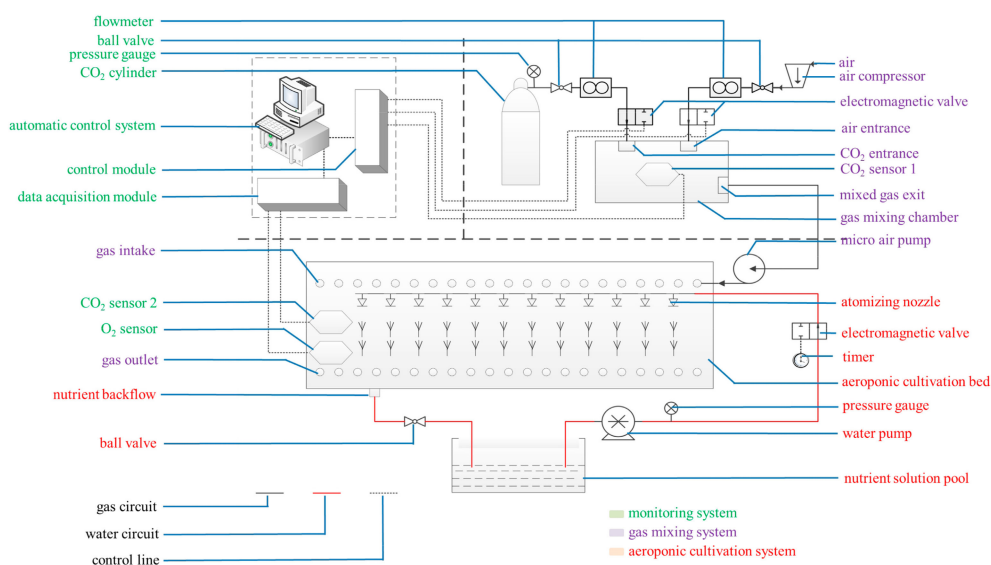 flowmeter
ball valve
pressure gauge
CO₂ cylinder
automatic control system
control module
data acquisition module
air
air compressor
electromagnetic valve
air entrance
CO₂ entrance
CO₂ sensor 1
mixed gas exit
gas mixing chamber
micro air pump
gas intake
CO₂ sensor 2
O₂ sensor
gas outlet
nutrient backflow
ball valve
atomizing nozzle
electromagnetic valve
timer
aeroponic cultivation bed
pressure gauge
water pump
nutrient solution pool
gas circuit
water circuit
control line
monitoring system
gas mixing system
aeroponic cultivation system